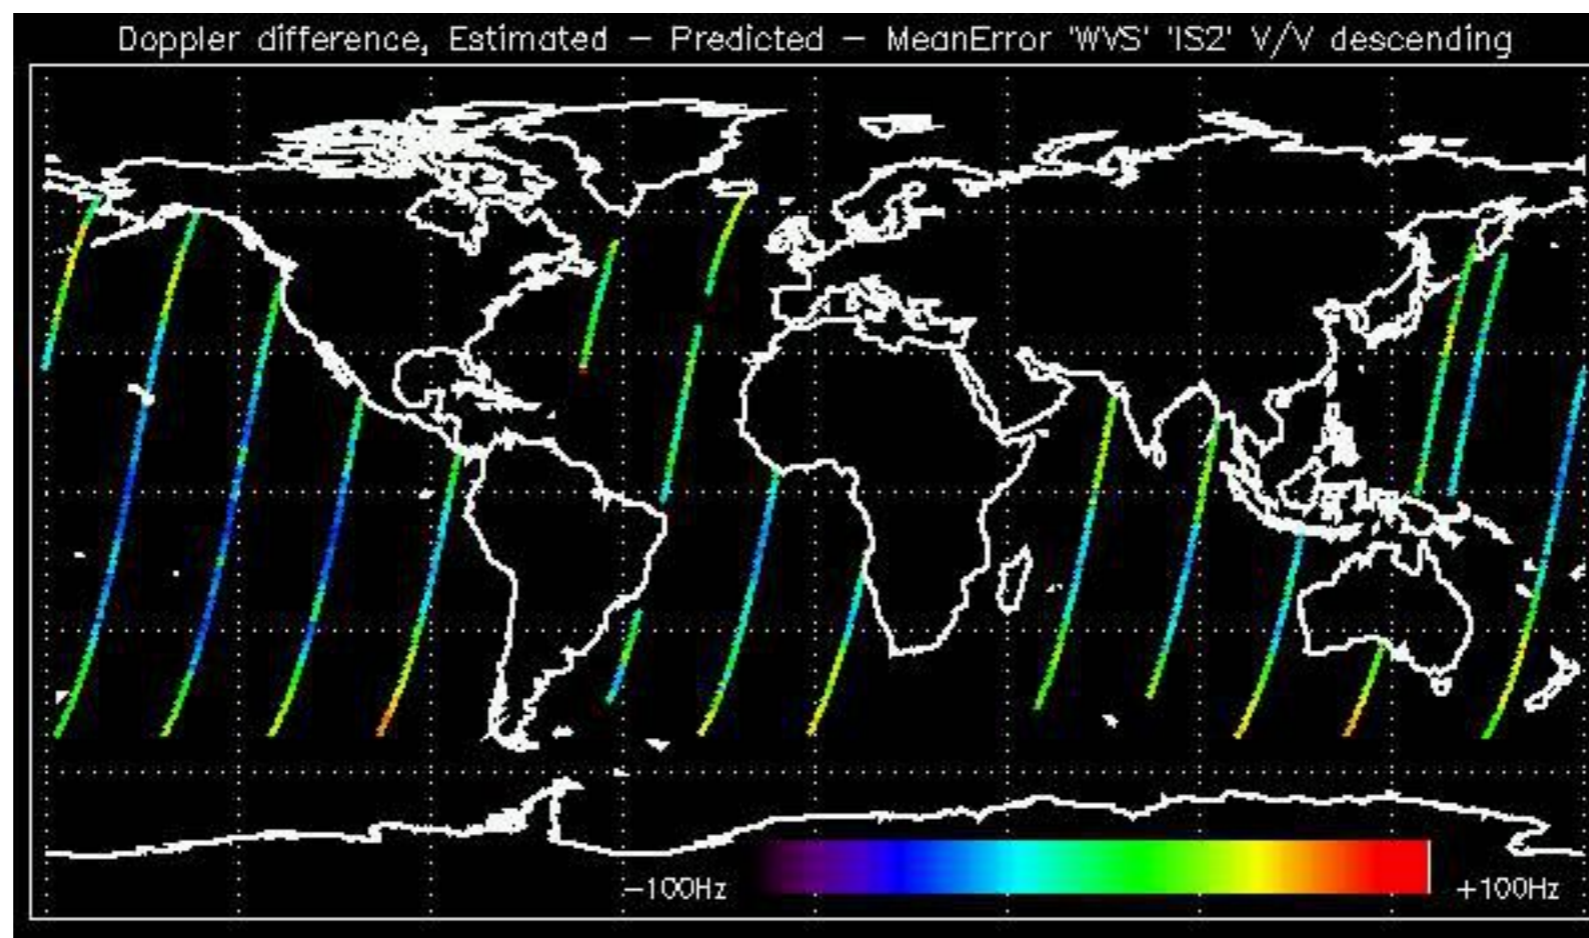 Doppler difference, Estimated – Predicted – MeanError 'WVS' 'IS2' V/V descending
–100Hz +100Hz